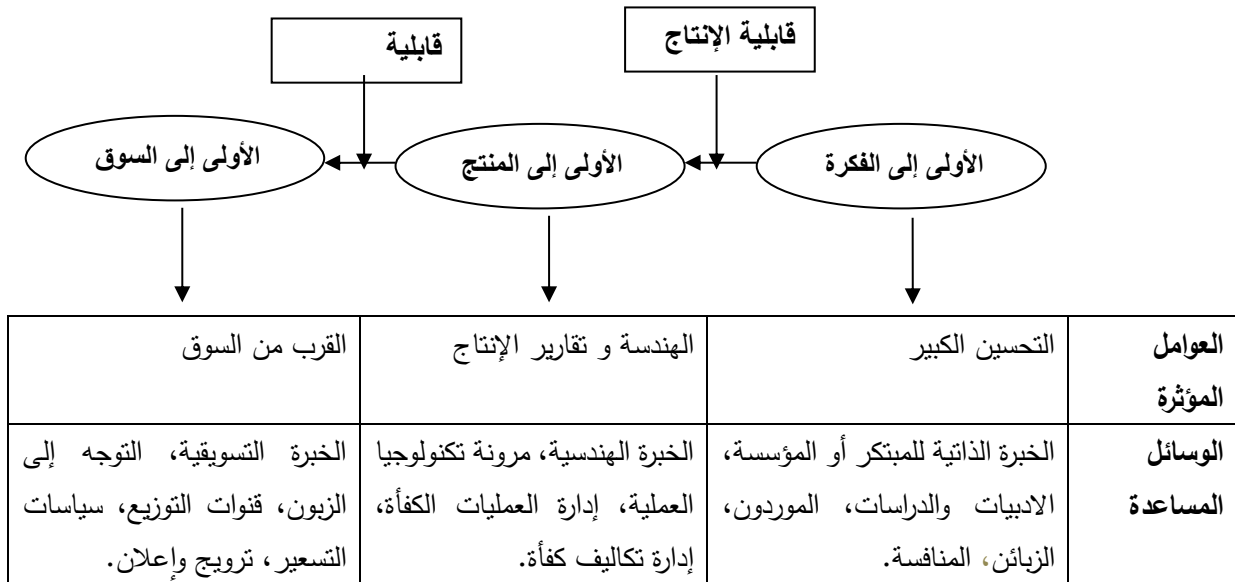 قابلية الإنتاج
قابلية
الأولى إلى الفكرة
الأولى إلى المنتج
الأولى إلى السوق
العوامل
المؤثرة
التحسين الكبير
الهندسة و تقارير الإنتاج
القرب من السوق
الوسائل
المساعدة
الخبرة الذاتية للمبتكر أو المؤسسة،
الادبيات والدراسات، الموردون،
الزبائن، المنافسة.
الخبرة الهندسية، مرونة تكنولوجيا
العملية، إدارة العمليات الكفأة،
إدارة تكاليف كفأة.
الخبرة التسويقية، التوجه إلى
الزبون، قنوات التوزيع، سياسات
التسعير، ترويج وإعلان.